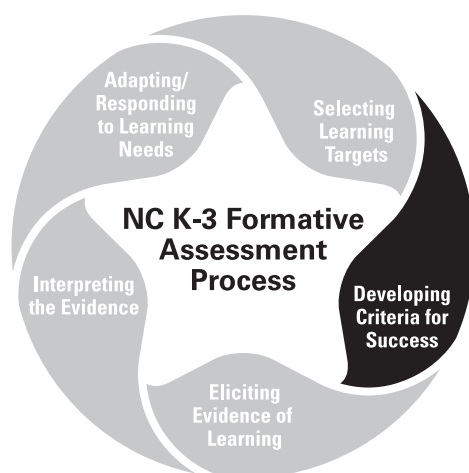 NC K-3 Formative
Assessment
Process
Selecting
Learning
Targets
Developing
Criteria for
Success
Eliciting
Evidence of
Learning
Interpreting
the Evidence
Adapting/
Responding
to Learning
Needs